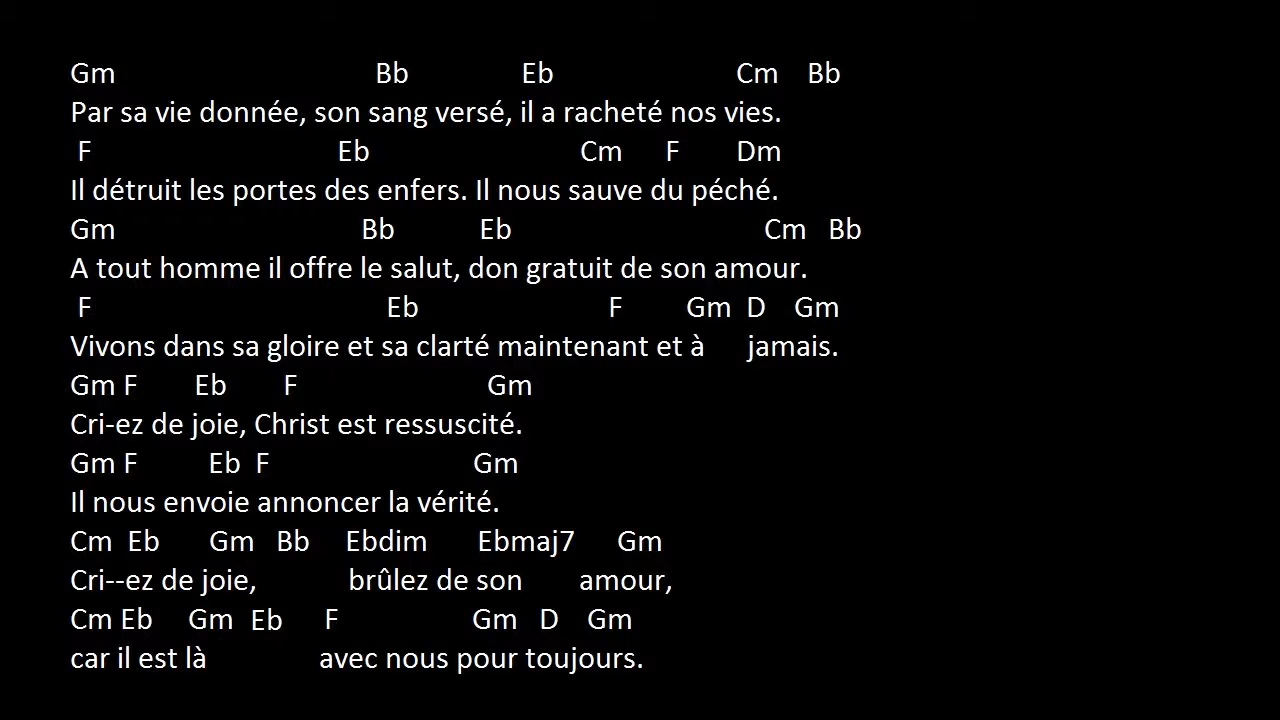 Gm Bb Eb Cm Bb
Par sa vie donnée, son sang versé, il a racheté nos vies.
F Eb Cm F Dm
Il détruit les portes des enfers. Il nous sauve du péché.
Gm Bb Eb Cm Bb
A tout homme il offre le salut, don gratuit de son amour.
F Eb F Gm D Gm
Vivons dans sa gloire et sa clarté maintenant et à jamais.
Gm F Eb F Gm
Cri-ez de joie, Christ est ressuscité.
Gm F Eb F Gm
Il nous envoie annoncer la vérité.
Cm Eb Gm Bb Ebdim Ebmaj7 Gm
Cri--ez de joie, brûlez de son amour,
Cm Eb Gm Eb F Gm D Gm
car il est là avec nous pour toujours.